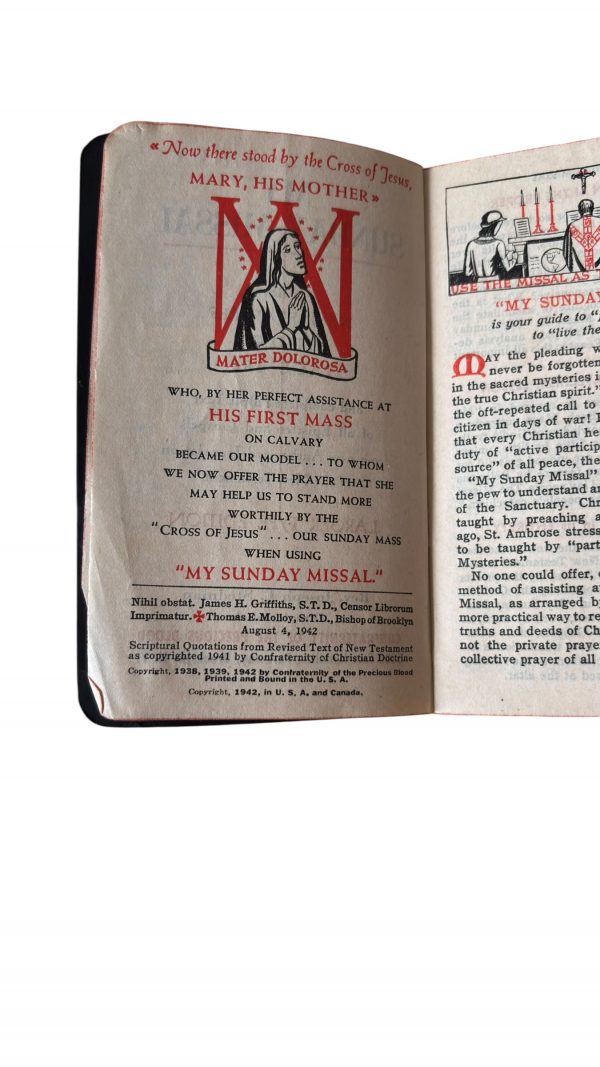 «Now there stood by the Cross of Jesus,
MARY, HIS MOTHER»
MATER DOLOROSA
WHO, BY HER PERFECT ASSISTANCE AT
HIS FIRST MASS
ON CALVARY
BECAME OUR MODEL . . . TO WHOM
WE NOW OFFER THE PRAYER THAT SHE
MAY HELP US TO STAND MORE
WORTHILY BY THE
"CROSS OF JESUS" . . . OUR SUNDAY MASS
WHEN USING
"MY SUNDAY MISSAL."
Nihil obstat. James H. Griffiths, S.T.D., Censor Librorum
Imprimatur. ✠ Thomas E. Molloy, S.T.D., Bishop of Brooklyn
August 4, 1942
Scriptural Quotations from Revised Text of New Testament
as copyrighted 1941 by Confraternity of Christian Doctrine
Copyright, 1938, 1939, 1942 by Confraternity of the Precious Blood
Printed and Bound in the U. S. A.
Copyright, 1942, in U. S. A. and Canada.
USE THE MISSAL AS
"MY SUNDAY
is your guide to
to "live the
MAY the pleading
never be forgotten
in the sacred mysteries
the true Christian spirit."
the oft-repeated call to
citizen in days of war!
that every Christian
duty of "active
source" of all peace, the
"My Sunday Missal"
the pew to understand
of the Sanctuary.
taught by preaching
ago, St. Ambrose
to be taught by
Mysteries."
No one could offer,
method of assisting
Missal, as arranged
more practical way to
truths and deeds of
not the private
collective prayer of all